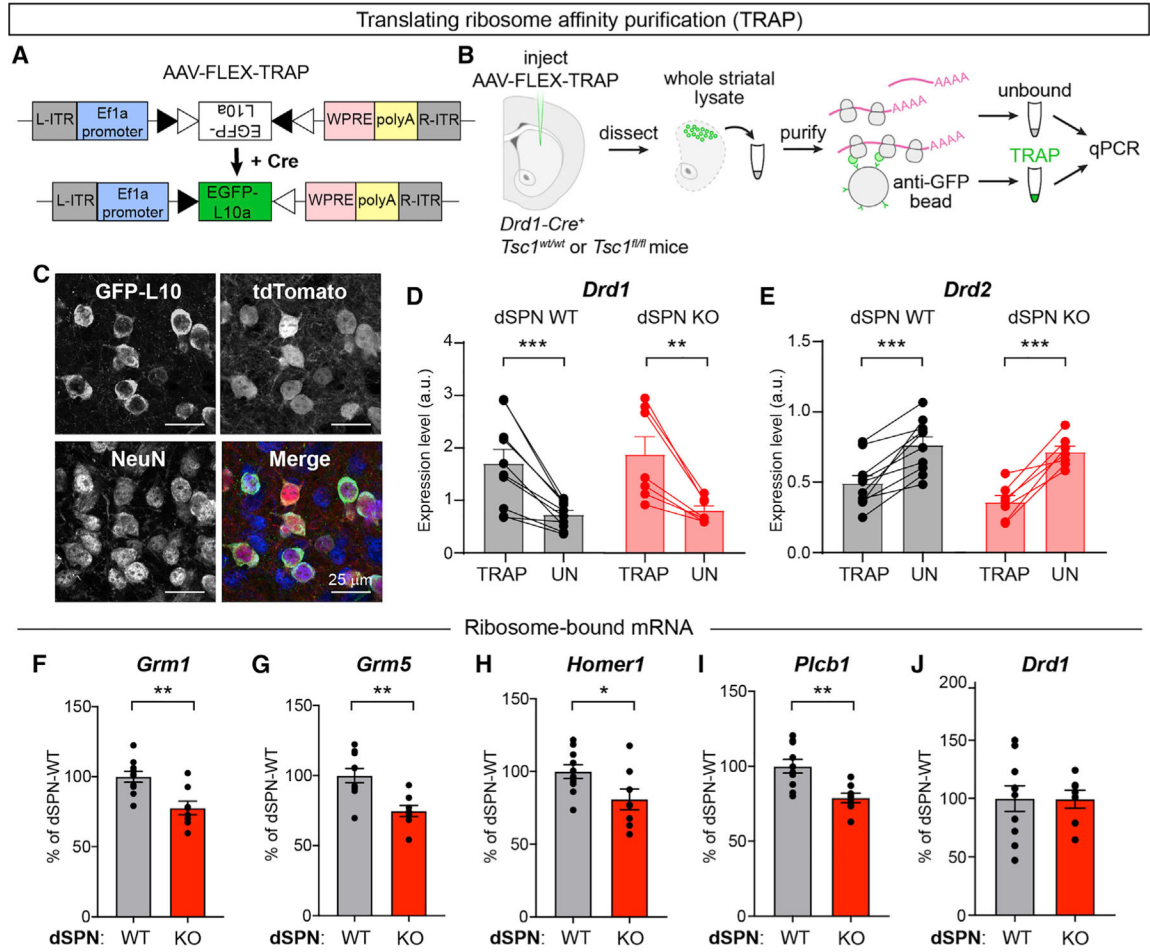 Translating ribosome affinity purification (TRAP)
A
AAV-FLEX-TRAP
L-ITR
Ef1a
promoter
EGFP-
L10a
WPRE
polyA
R-ITR
+ Cre
L-ITR
Ef1a
promoter
EGFP-
L10a
WPRE
polyA
R-ITR
B
inject
AAV-FLEX-TRAP
Drd1-Cre⁺
Tsc1ʷᵗ/ʷᵗ or Tsc1ᶠˡ/ᶠˡ mice
dissect
whole striatal
lysate
purify
AAAA
AAAA
AAAA
anti-GFP
bead
unbound
TRAP
qPCR
C
GFP-L10
tdTomato
NeuN
Merge
25 μm
D
Drd1
dSPN WT
dSPN KO
***
**
Expression level (a.u.)
4
3
2
1
0
TRAP
UN
TRAP
UN
E
Drd2
dSPN WT
dSPN KO
***
***
Expression level (a.u.)
1.5
1.0
0.5
0.0
TRAP
UN
TRAP
UN
Ribosome-bound mRNA
F
Grm1
**
% of dSPN-WT
150
100
50
0
dSPN: WT KO
G
Grm5
**
% of dSPN-WT
150
100
50
0
dSPN: WT KO
H
Homer1
*
% of dSPN-WT
150
100
50
0
dSPN: WT KO
I
Plcb1
**
% of dSPN-WT
150
100
50
0
dSPN: WT KO
J
Drd1
% of dSPN-WT
200
150
100
50
0
dSPN: WT KO